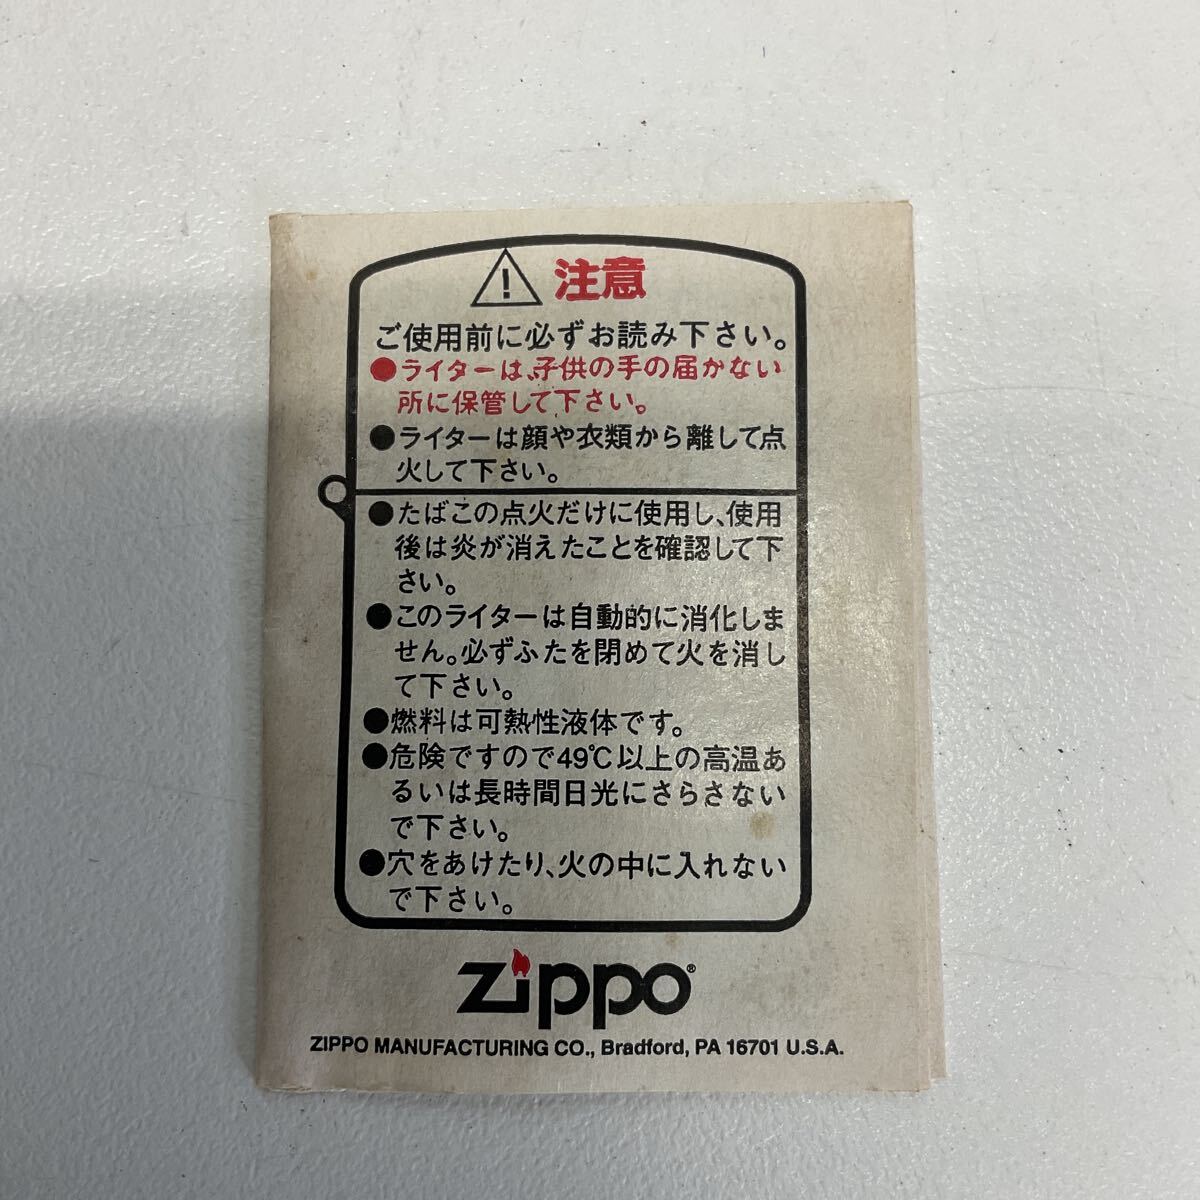 注意
ご使用前に必ずお読み下さい。
●ライターは、子供の手の届かない
所に保管して下さい。
●ライターは顔や衣類から離して点
火して下さい。
●たばこの点火だけに使用し、使用
後は炎が消えたことを確認して下
さい。
●このライターは自動的に消化しま
せん。必ずふたを閉めて火を消し
て下さい。
●燃料は可熱性液体です。
●危険ですので49℃以上の高温あ
るいは長時間日光にさらさない
で下さい。
●穴をあけたり、火の中に入れない
で下さい。
Zippo®
ZIPPO MANUFACTURING CO., Bradford, PA 16701 U.S.A.